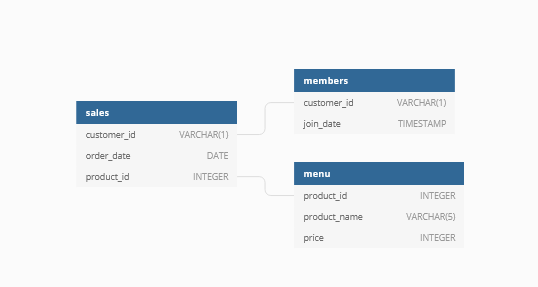 sales
customer_id VARCHAR(1)
order_date DATE
product_id INTEGER
members
customer_id VARCHAR(1)
join_date TIMESTAMP
menu
product_id INTEGER
product_name VARCHAR(5)
price INTEGER